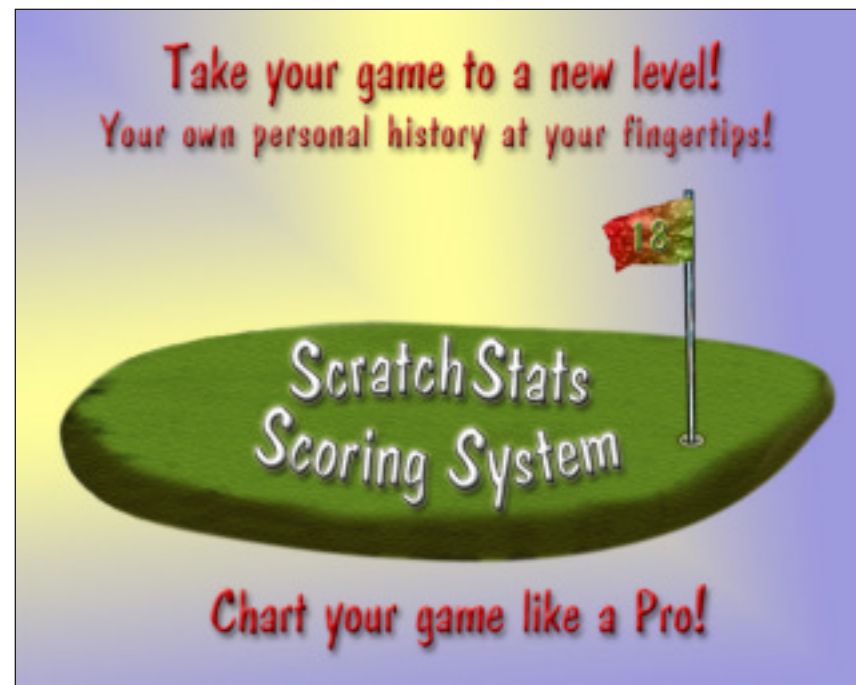 Take your game to a new level!
Your own personal history at your fingertips!
18
ScratchStats
Scoring System
Chart your game like a Pro!